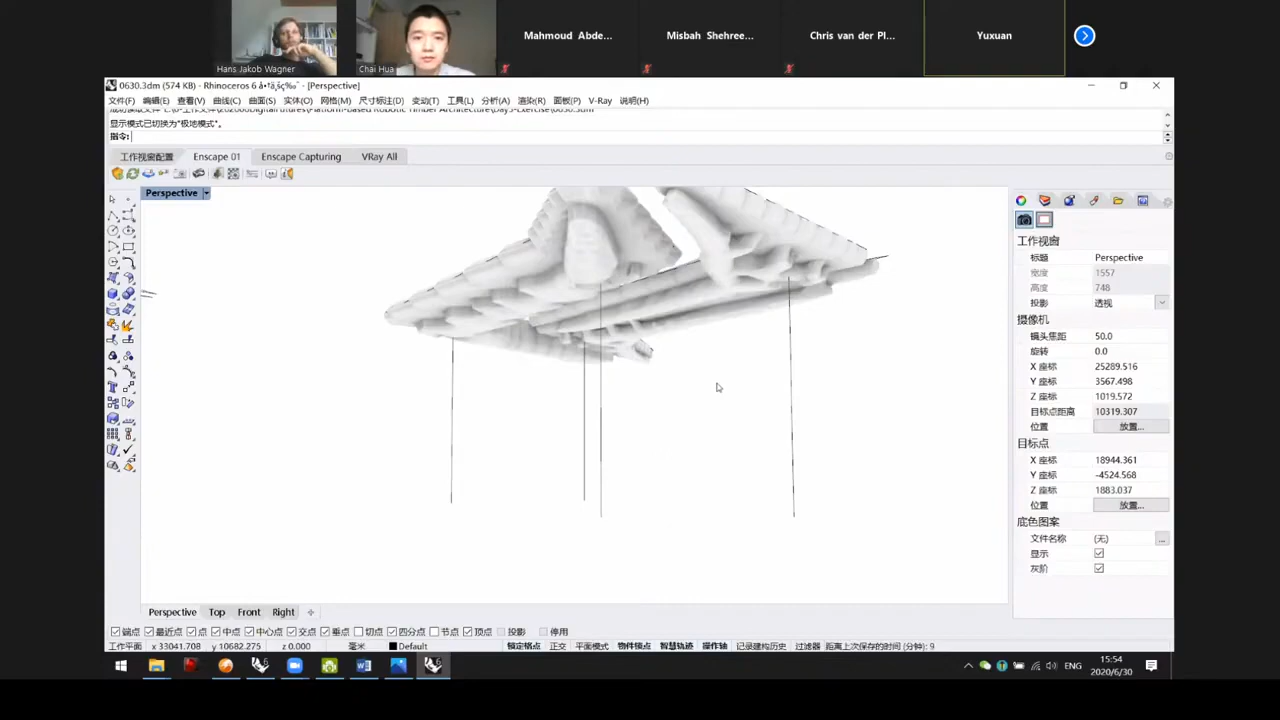 Mahmoud Abde...
Misbah Shehree...
Chris van der Pl...
Yuxuan
Hans Jakob Wagner
Chai Hua
0630.3dm (574 KB) - Rhinoceros 6
[Perspective]
文件(F) 编辑(E) 查看(V) 曲线(C) 曲面(S) 实体(O) 网格(M) 尺寸标注(D) 变动(T) 工具(L) 分析(A) 渲染(R) 面板(P) V-Ray 说明(H)
显示模式已切换为"极地模式"。
指令:
工作视窗配置 Enscape 01 Enscape Capturing VRay All
Perspective
工作视窗
标题 Perspective
宽度 1557
高度 748
投影 透视
摄像机
镜头焦距 50.0
旋转 0.0
X 座标 25289.516
Y 座标 3567.498
Z 座标 1019.572
目标点距离 10319.307
位置 放置...
目标点
X 座标 18944.361
Y 座标 -4524.568
Z 座标 1883.037
位置 放置...
底色图案
文件名称 (无) ...
显示
灰阶
Perspective Top Front Right
端点 最近点 点 中点 中心点 交点 垂点 切点 四分点 节点 顶点 投影 停用
工作平面 x 33041.708 y 10682.275 z 0.000 毫米 Default 锁定格点 正交 平面模式 物件锁点 智慧轨迹 操作轴 记录建构历史 过滤器 距离上次保存的时间 (分钟): 9
ENG
15:54
2020/6/30